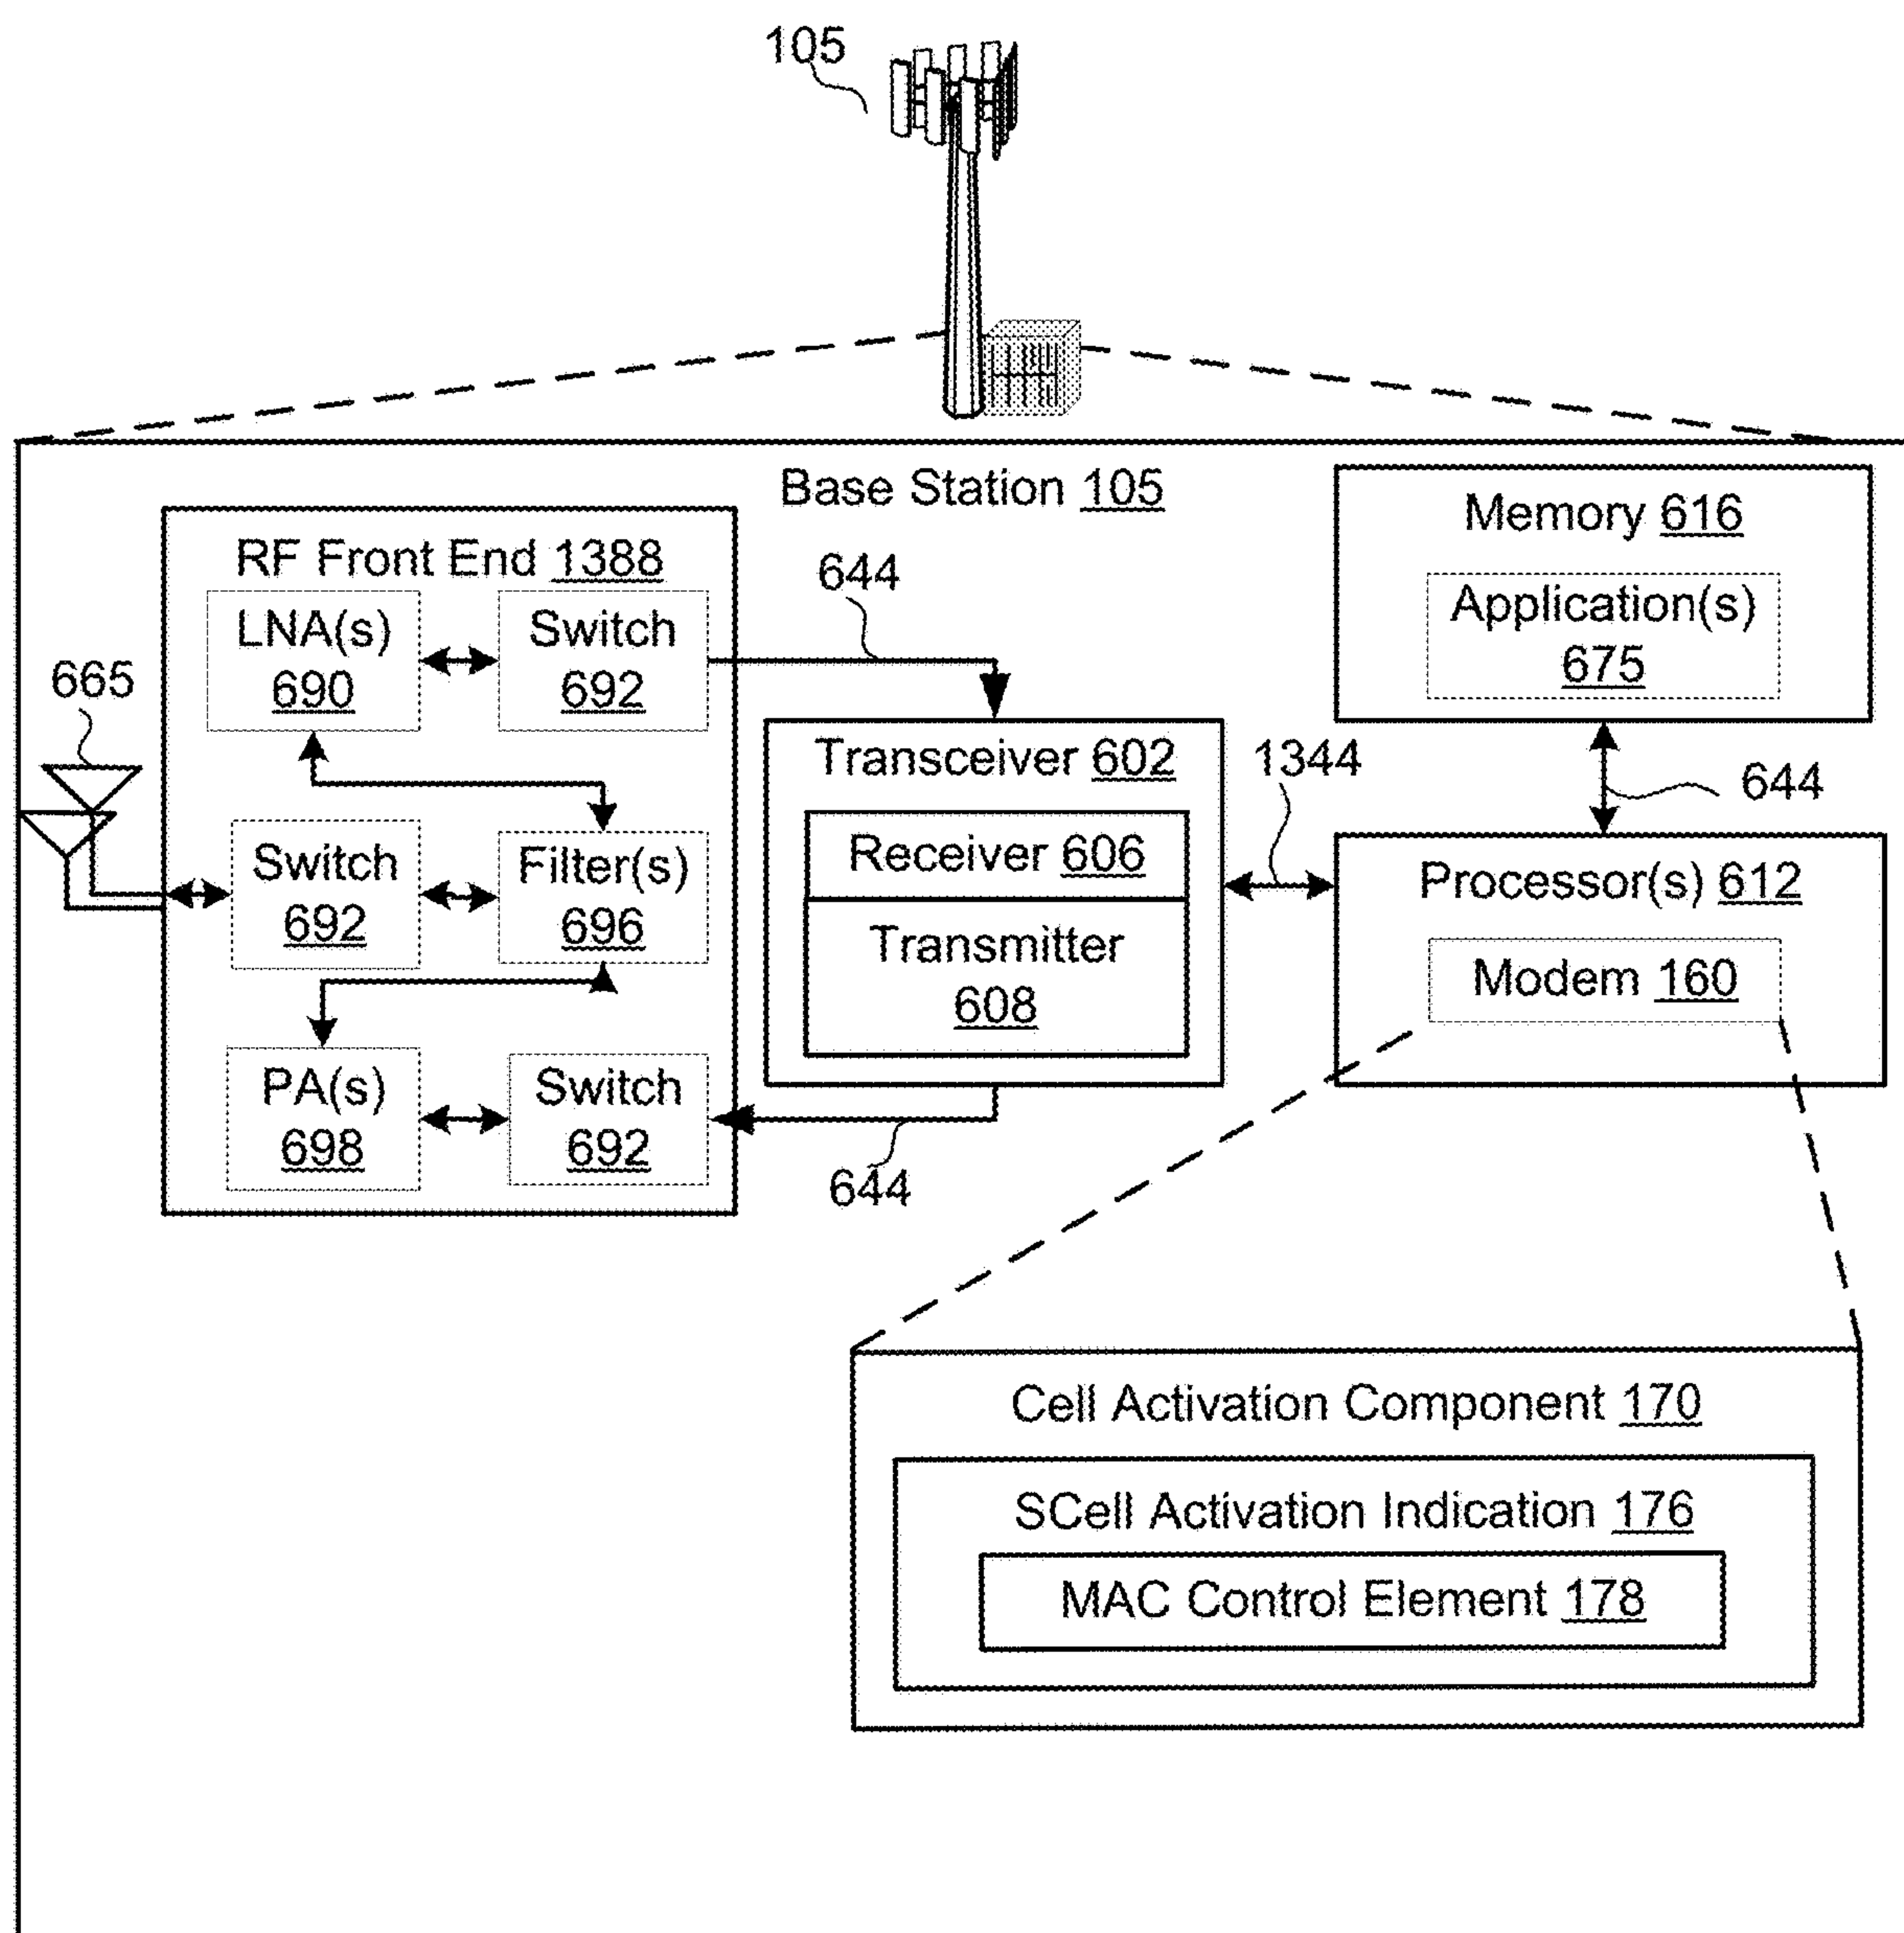 105
Base Station 105
RF Front End 1388
LNA(s)
690
Switch
692
644
665
Switch
692
Filter(s)
696
PA(s)
698
Switch
692
644
Transceiver 602
Receiver 606
Transmitter
608
1344
Memory 616
Application(s)
675
644
Processor(s) 612
Modem 160
Cell Activation Component 170
SCell Activation Indication 176
MAC Control Element 178